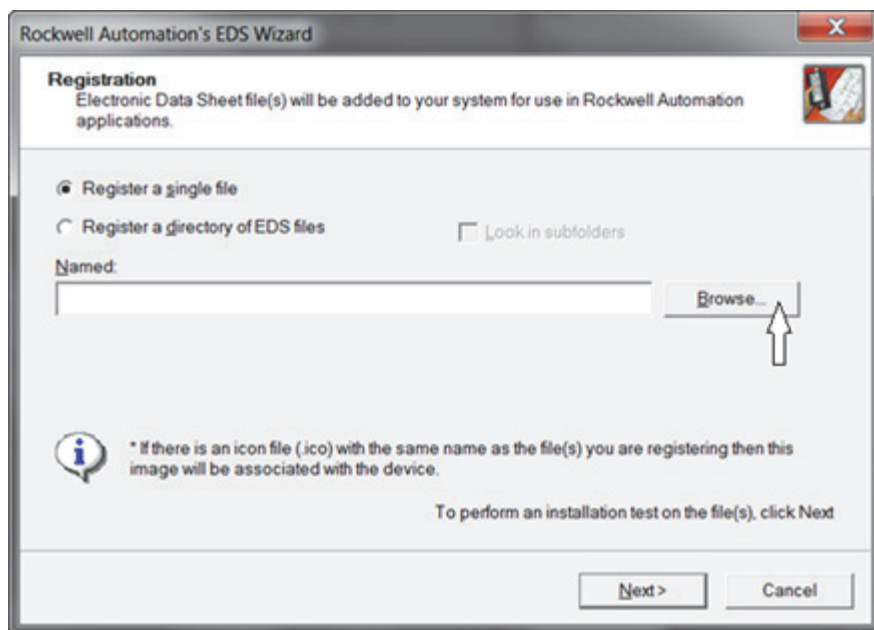 Rockwell Automation's EDS Wizard
Registration
Electronic Data Sheet file(s) will be added to your system for use in Rockwell Automation
applications.
Register a single file
Register a directory of EDS files
Look in subfolders
Named:
Browse...
* If there is an icon file (.ico) with the same name as the file(s) you are registering then this
image will be associated with the device.
To perform an installation test on the file(s), click Next
Next >
Cancel